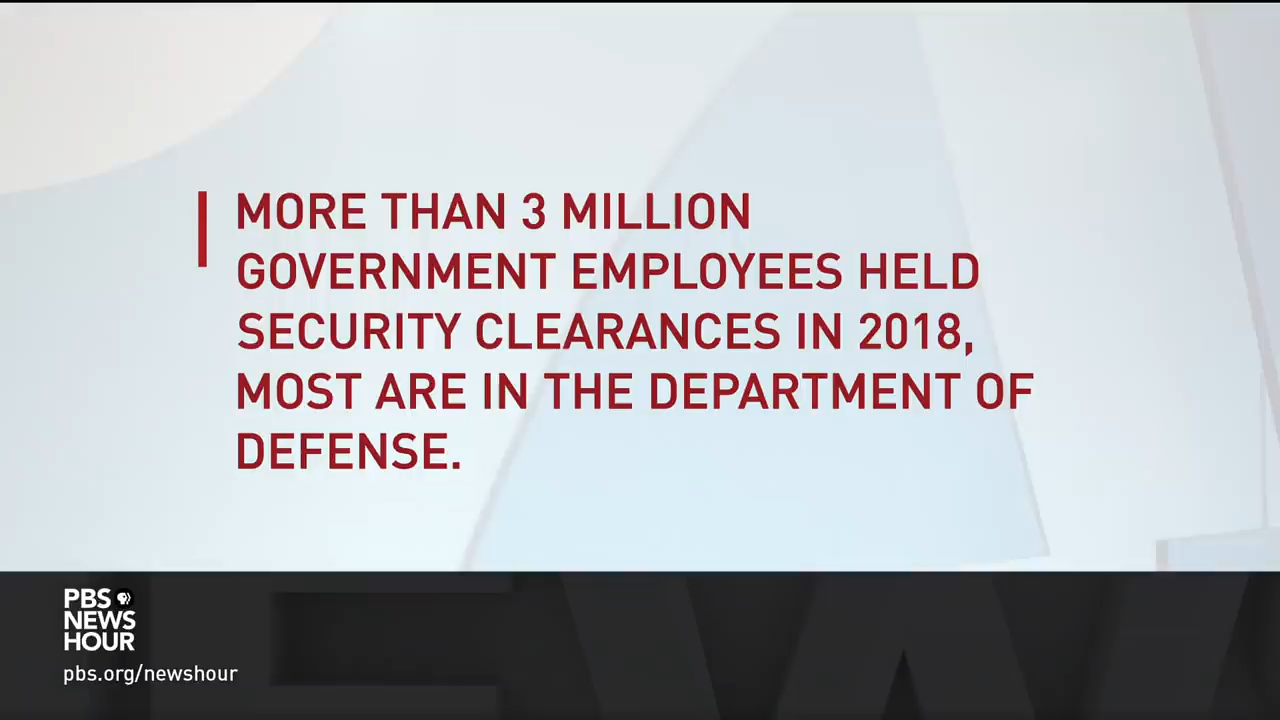 MORE THAN 3 MILLION
GOVERNMENT EMPLOYEES HELD
SECURITY CLEARANCES IN 2018,
MOST ARE IN THE DEPARTMENT OF
DEFENSE.
PBS
NEWS
HOUR
pbs.org/newshour